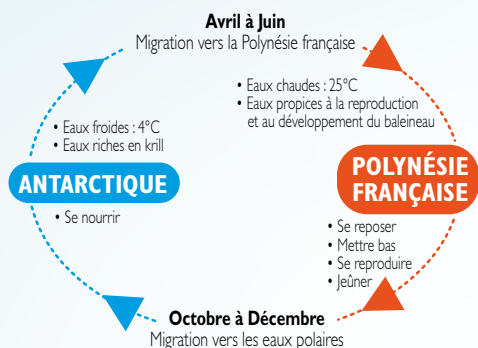 Avril à Juin
Migration vers la Polynésie française
• Eaux chaudes : 25°C
• Eaux propices à la reproduction
et au développement du baleineau
• Eaux froides : 4°C
• Eaux riches en krill
ANTARCTIQUE
• Se nourrir
POLYNÉSIE
FRANÇAISE
• Se reposer
• Mettre bas
• Se reproduire
• Jeûner
Octobre à Décembre
Migration vers les eaux polaires